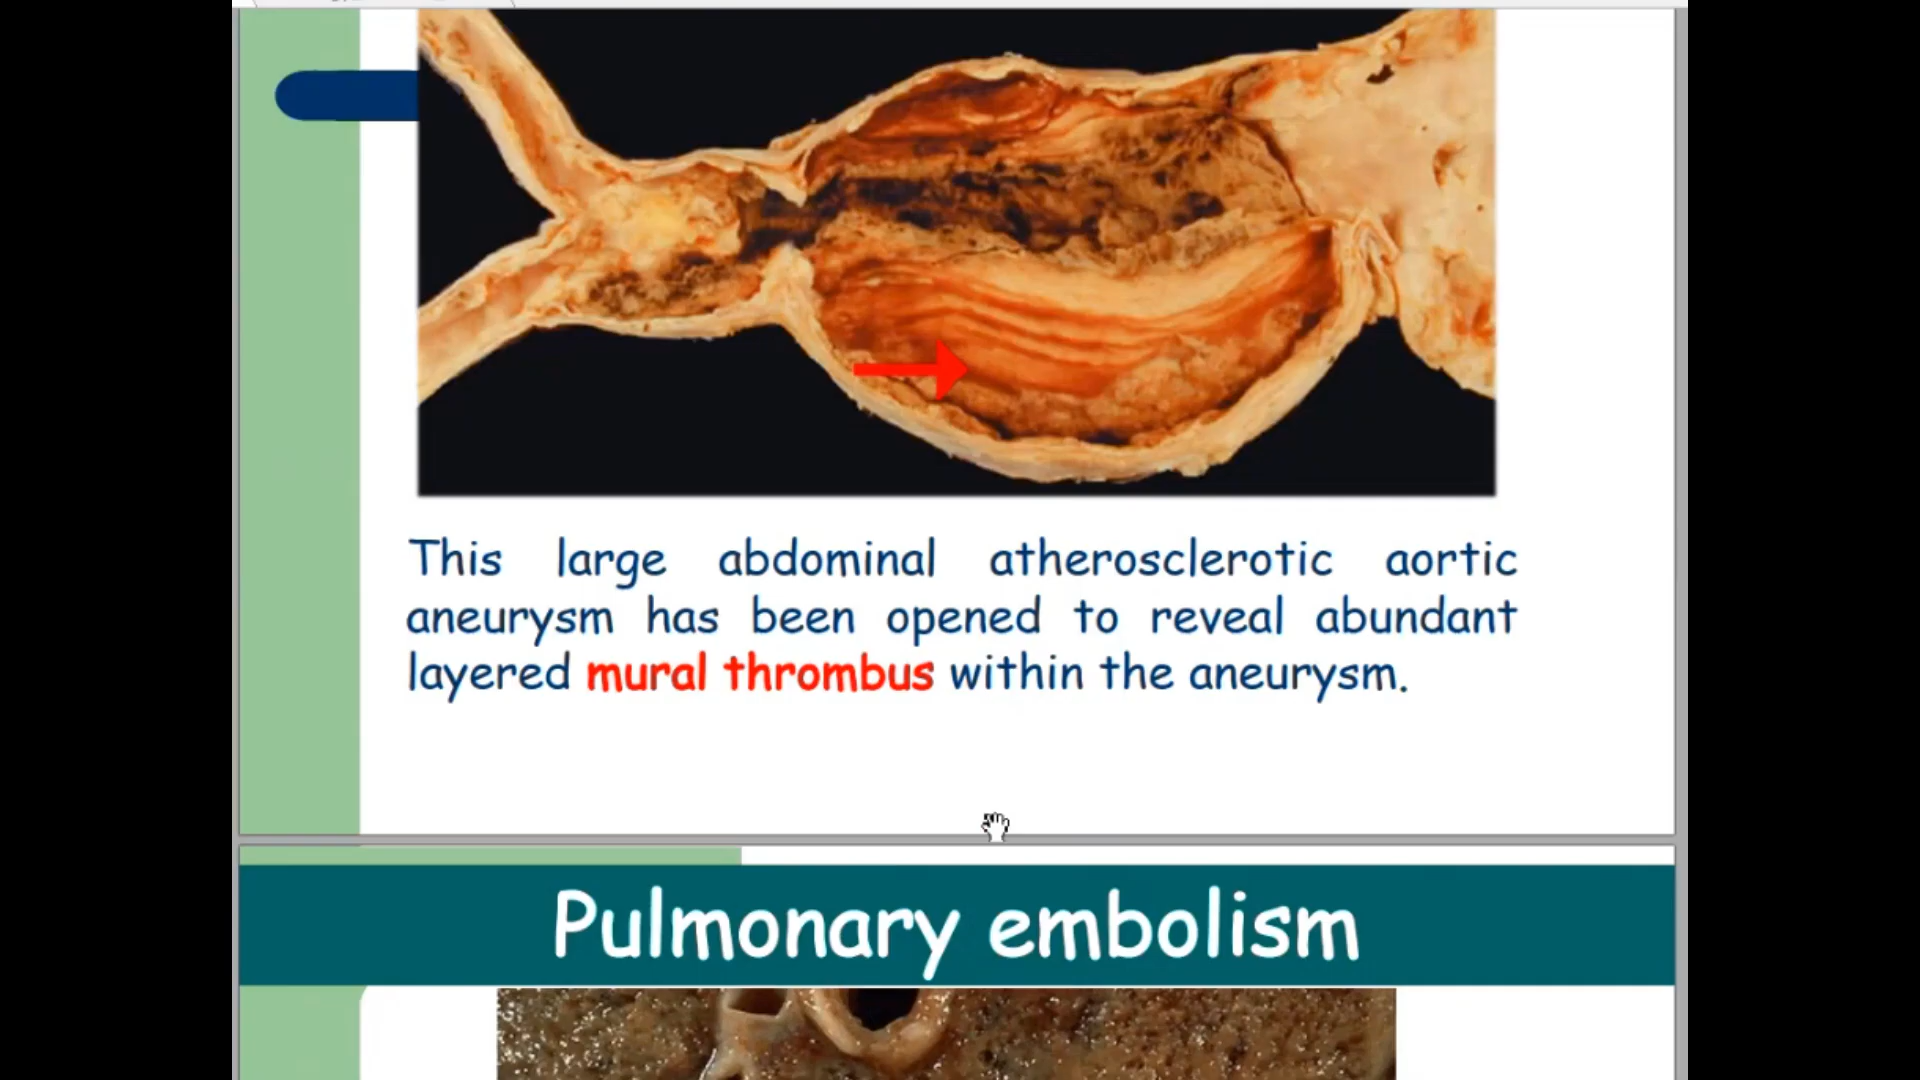 This large abdominal atherosclerotic aortic
aneurysm has been opened to reveal abundant
layered mural thrombus within the aneurysm.
Pulmonary embolism